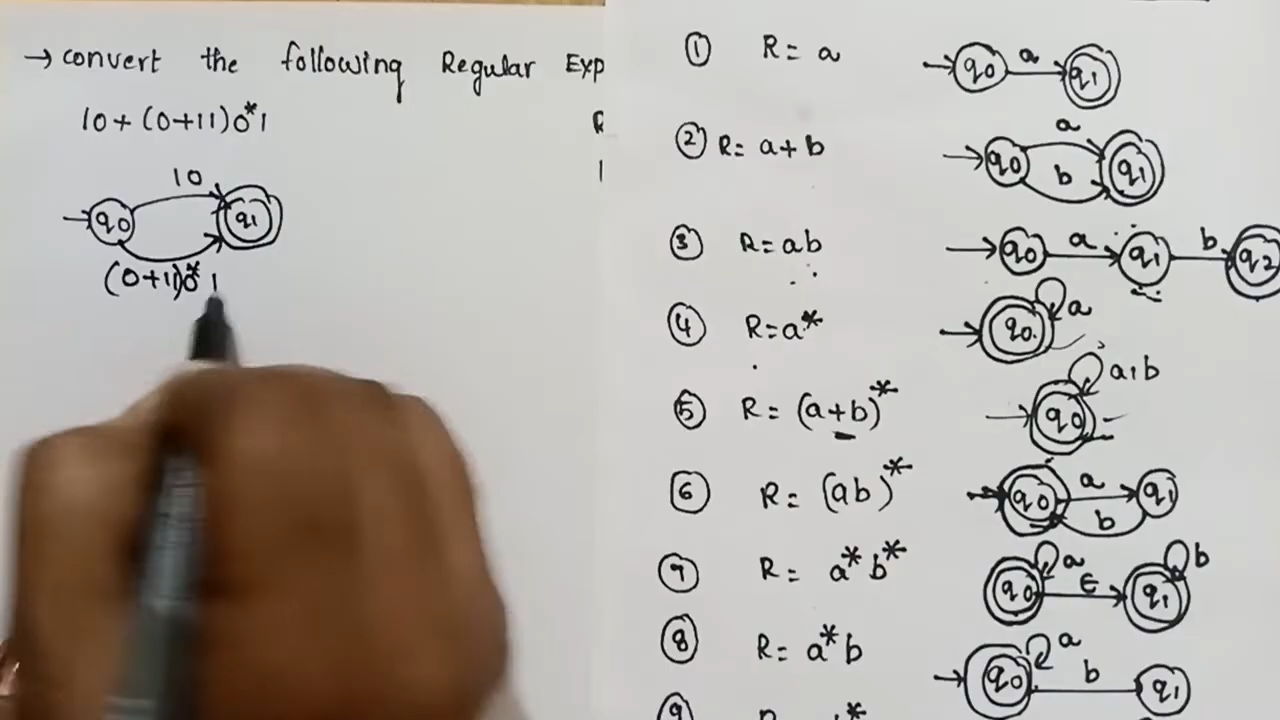 → convert the following Regular Exp
10 + (0+11)0*1
10
q0 q1
(0+11)0*1
① R = a q0 a q1
② R = a+b q0 a b q1
③ R = ab q0 a q1 b q2
④ R = a* q0 a
⑤ R = (a+b)* q0 a,b
⑥ R = (ab)* q0 a b q1
⑦ R = a*b* q0 a ε q1 b
⑧ R = a*b q0 a b q1